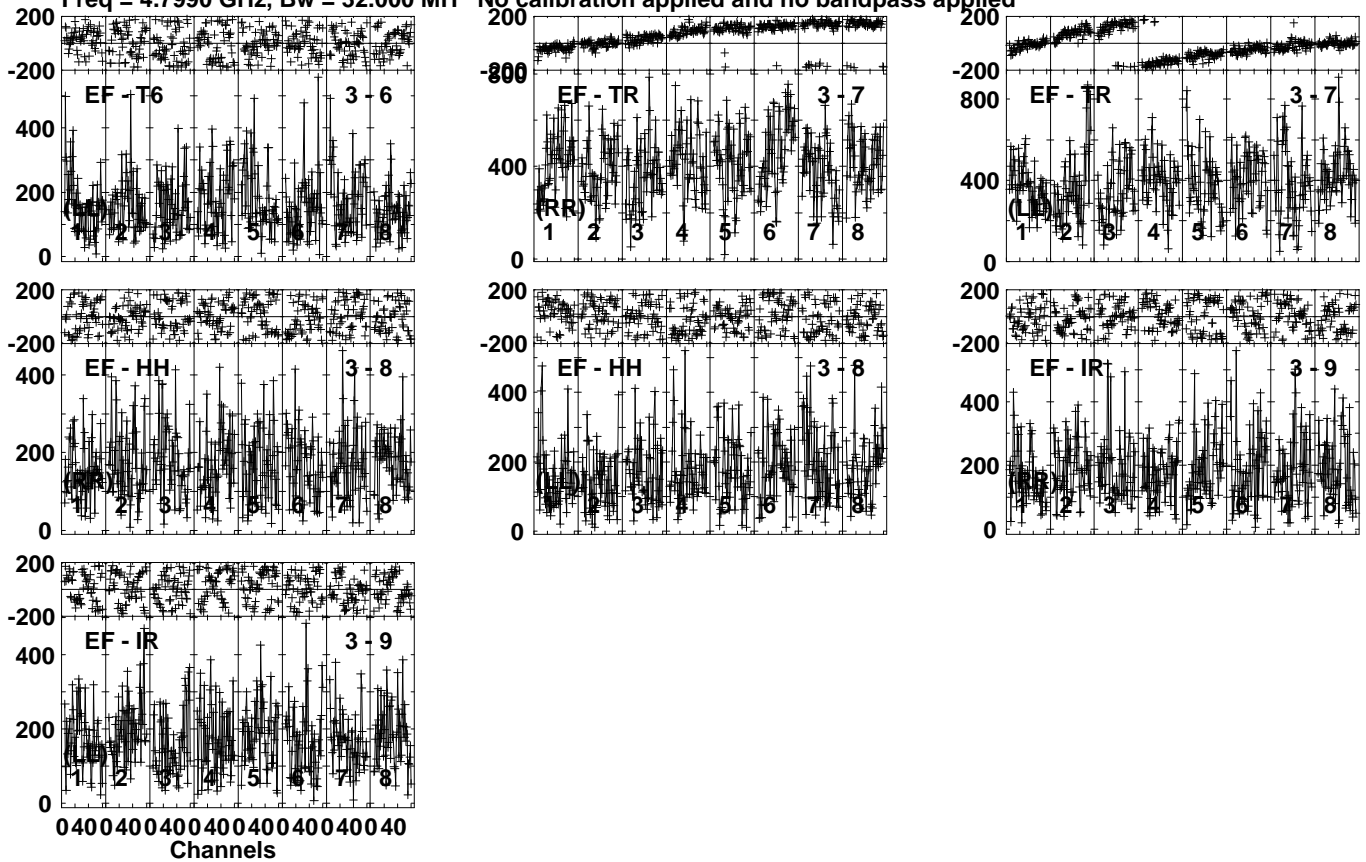 Freq = 4.7990 GHz, Bw = 32.000 MH No calibration applied and no bandpass applied
200
-200
EF - T6 3 - 6
400
200
0
(LL)
1 2 3 4 5 6 7 8
200
-200
800
EF - TR 3 - 7
400
0
(RR)
1 2 3 4 5 6 7 8
200
-200
EF - TR 3 - 7
800
400
0
(LL)
1 2 3 4 5 6 7 8
200
-200
EF - HH 3 - 8
400
200
0
(RR)
1 2 3 4 5 6 7 8
200
-200
EF - HH 3 - 8
400
200
0
(LL)
1 2 3 4 5 6 7 8
200
-200
EF - IR 3 - 9
400
200
0
(RR)
1 2 3 4 5 6 7 8
200
-200
EF - IR 3 - 9
400
200
0
(LL)
1 2 3 4 5 6 7 8
0 40 0 40 0 40 0 40 0 40 0 40 0 40 0 40
Channels